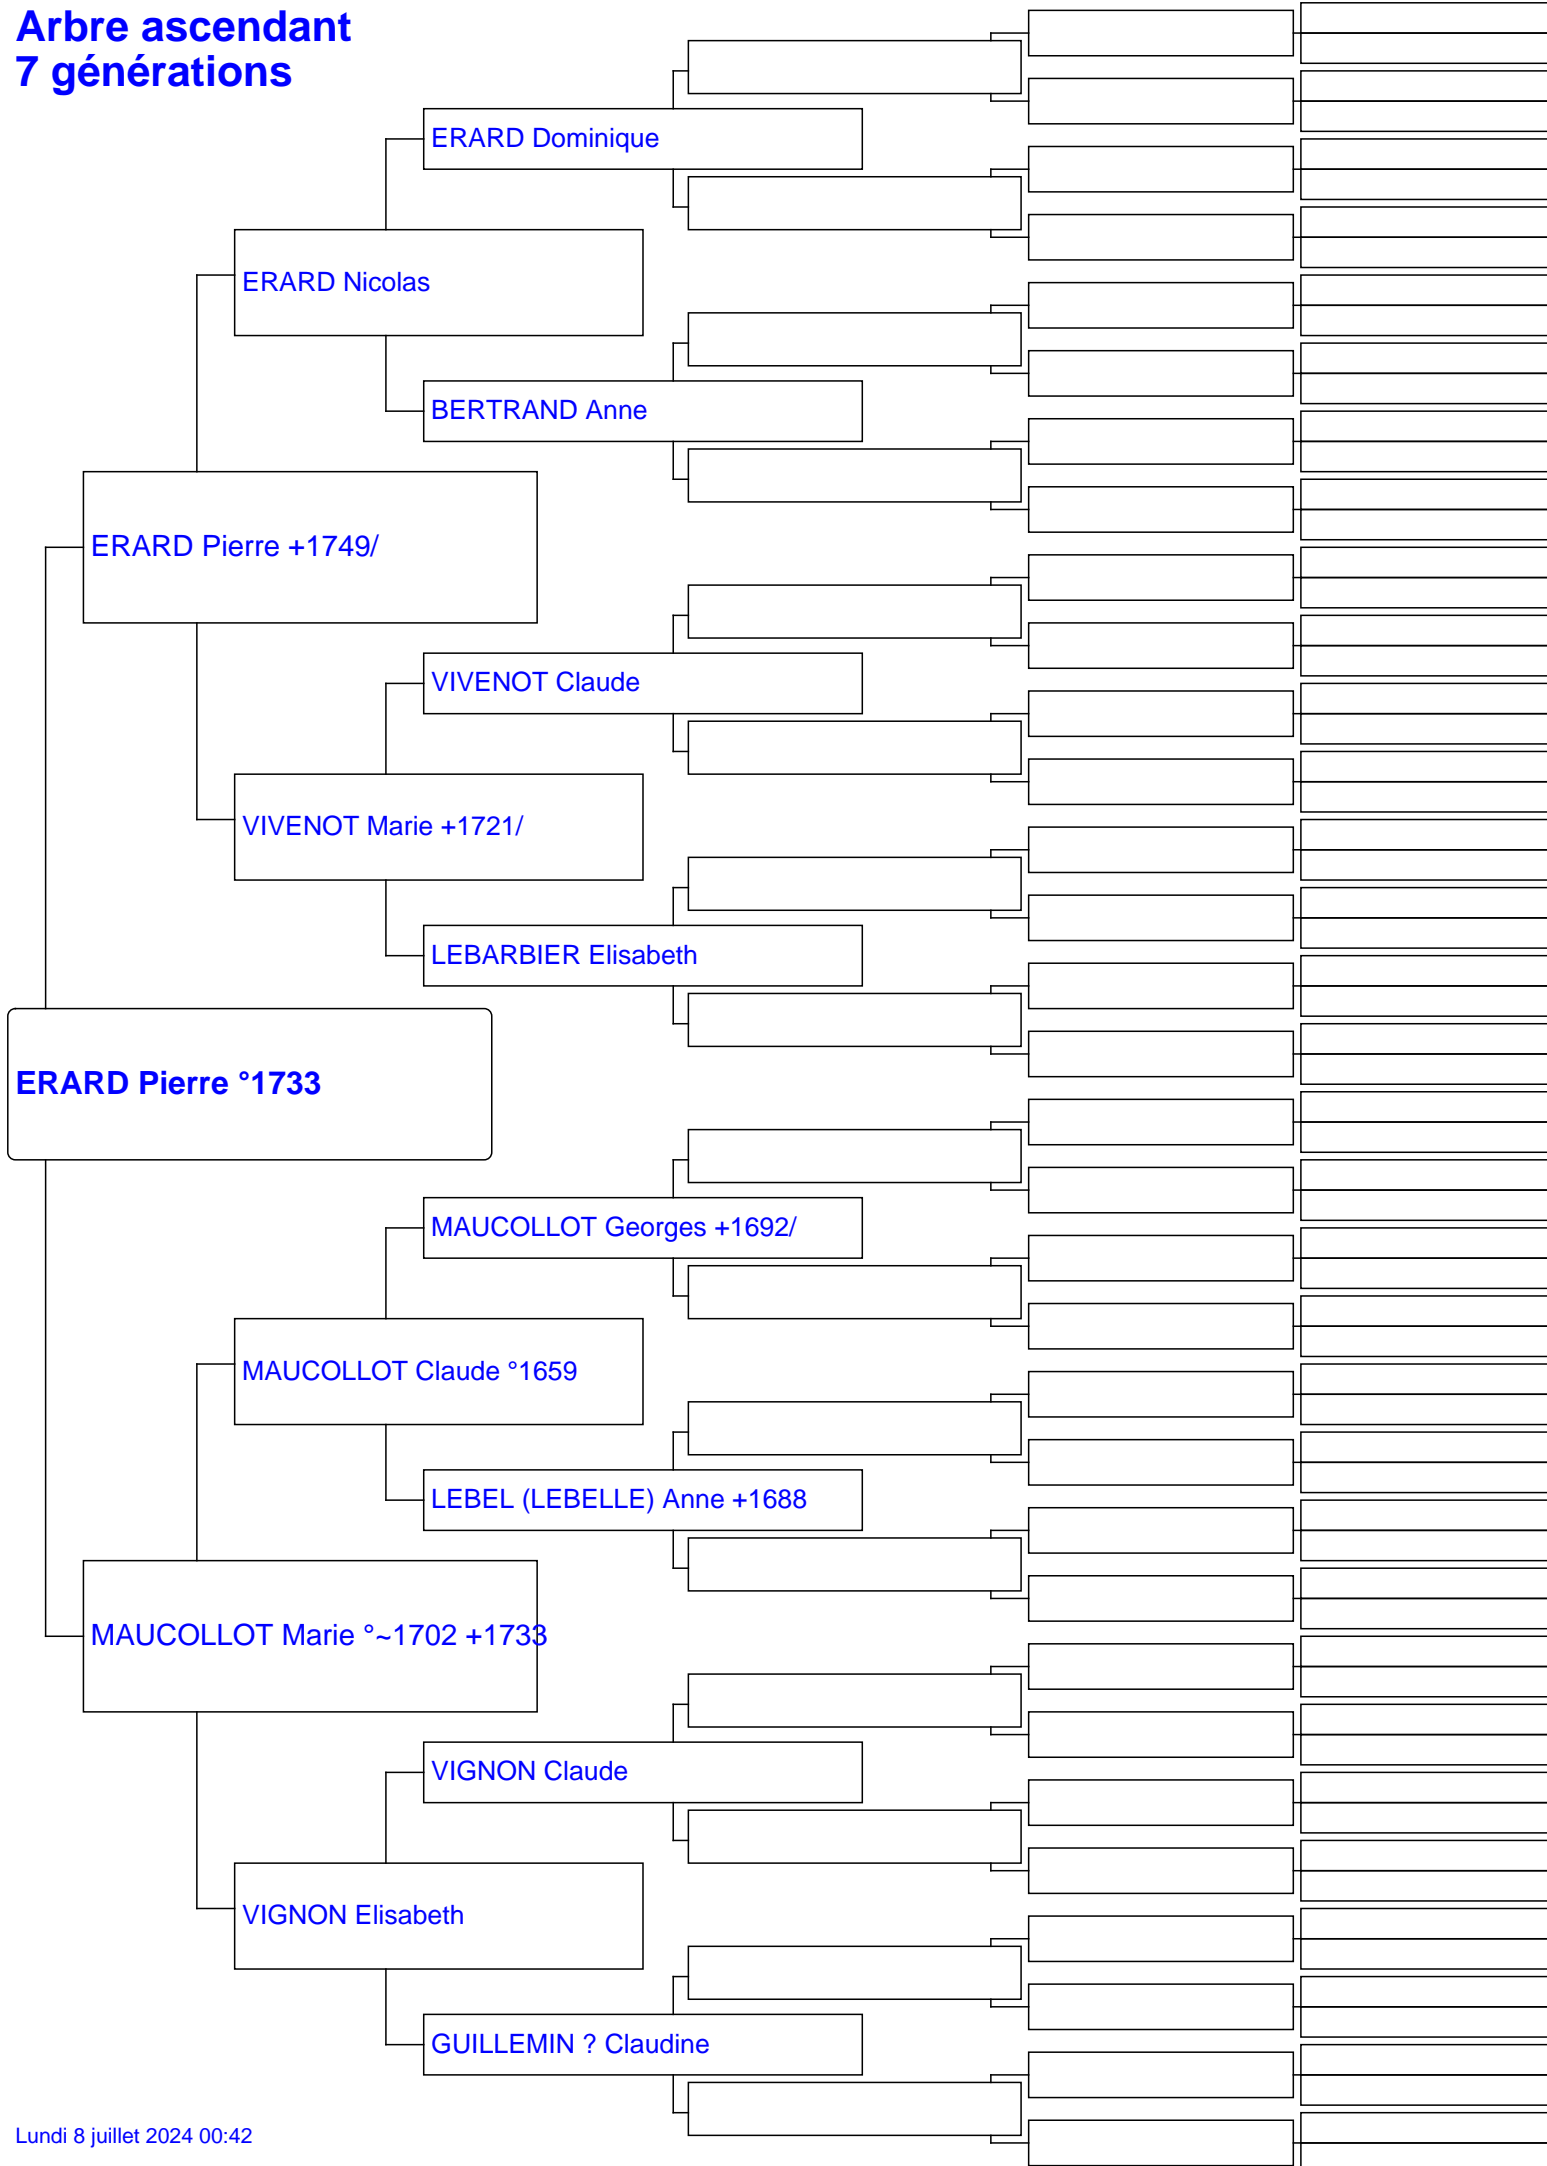 Arbre ascendant
7 générations
ERARD Dominique
ERARD Nicolas
BERTRAND Anne
ERARD Pierre +1749/
VIVENOT Claude
VIVENOT Marie +1721/
LEBARBIER Elisabeth
ERARD Pierre °1733
MAUCOLLOT Georges +1692/
MAUCOLLOT Claude °1659
LEBEL (LEBELLE) Anne +1688
MAUCOLLOT Marie °~1702 +1733
VIGNON Claude
VIGNON Elisabeth
GUILLEMIN ? Claudine
Lundi 8 juillet 2024 00:42